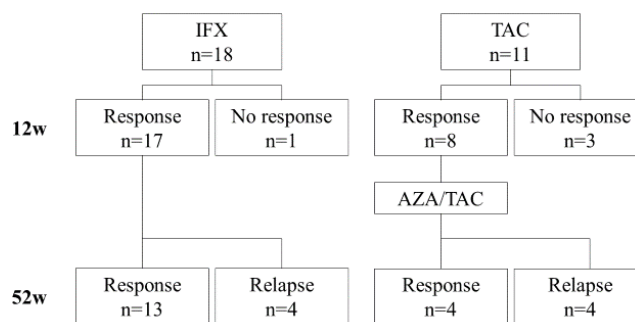 IFX
n=18
TAC
n=11
12w
Response
n=17
No response
n=1
Response
n=8
No response
n=3
AZA/TAC
52w
Response
n=13
Relapse
n=4
Response
n=4
Relapse
n=4